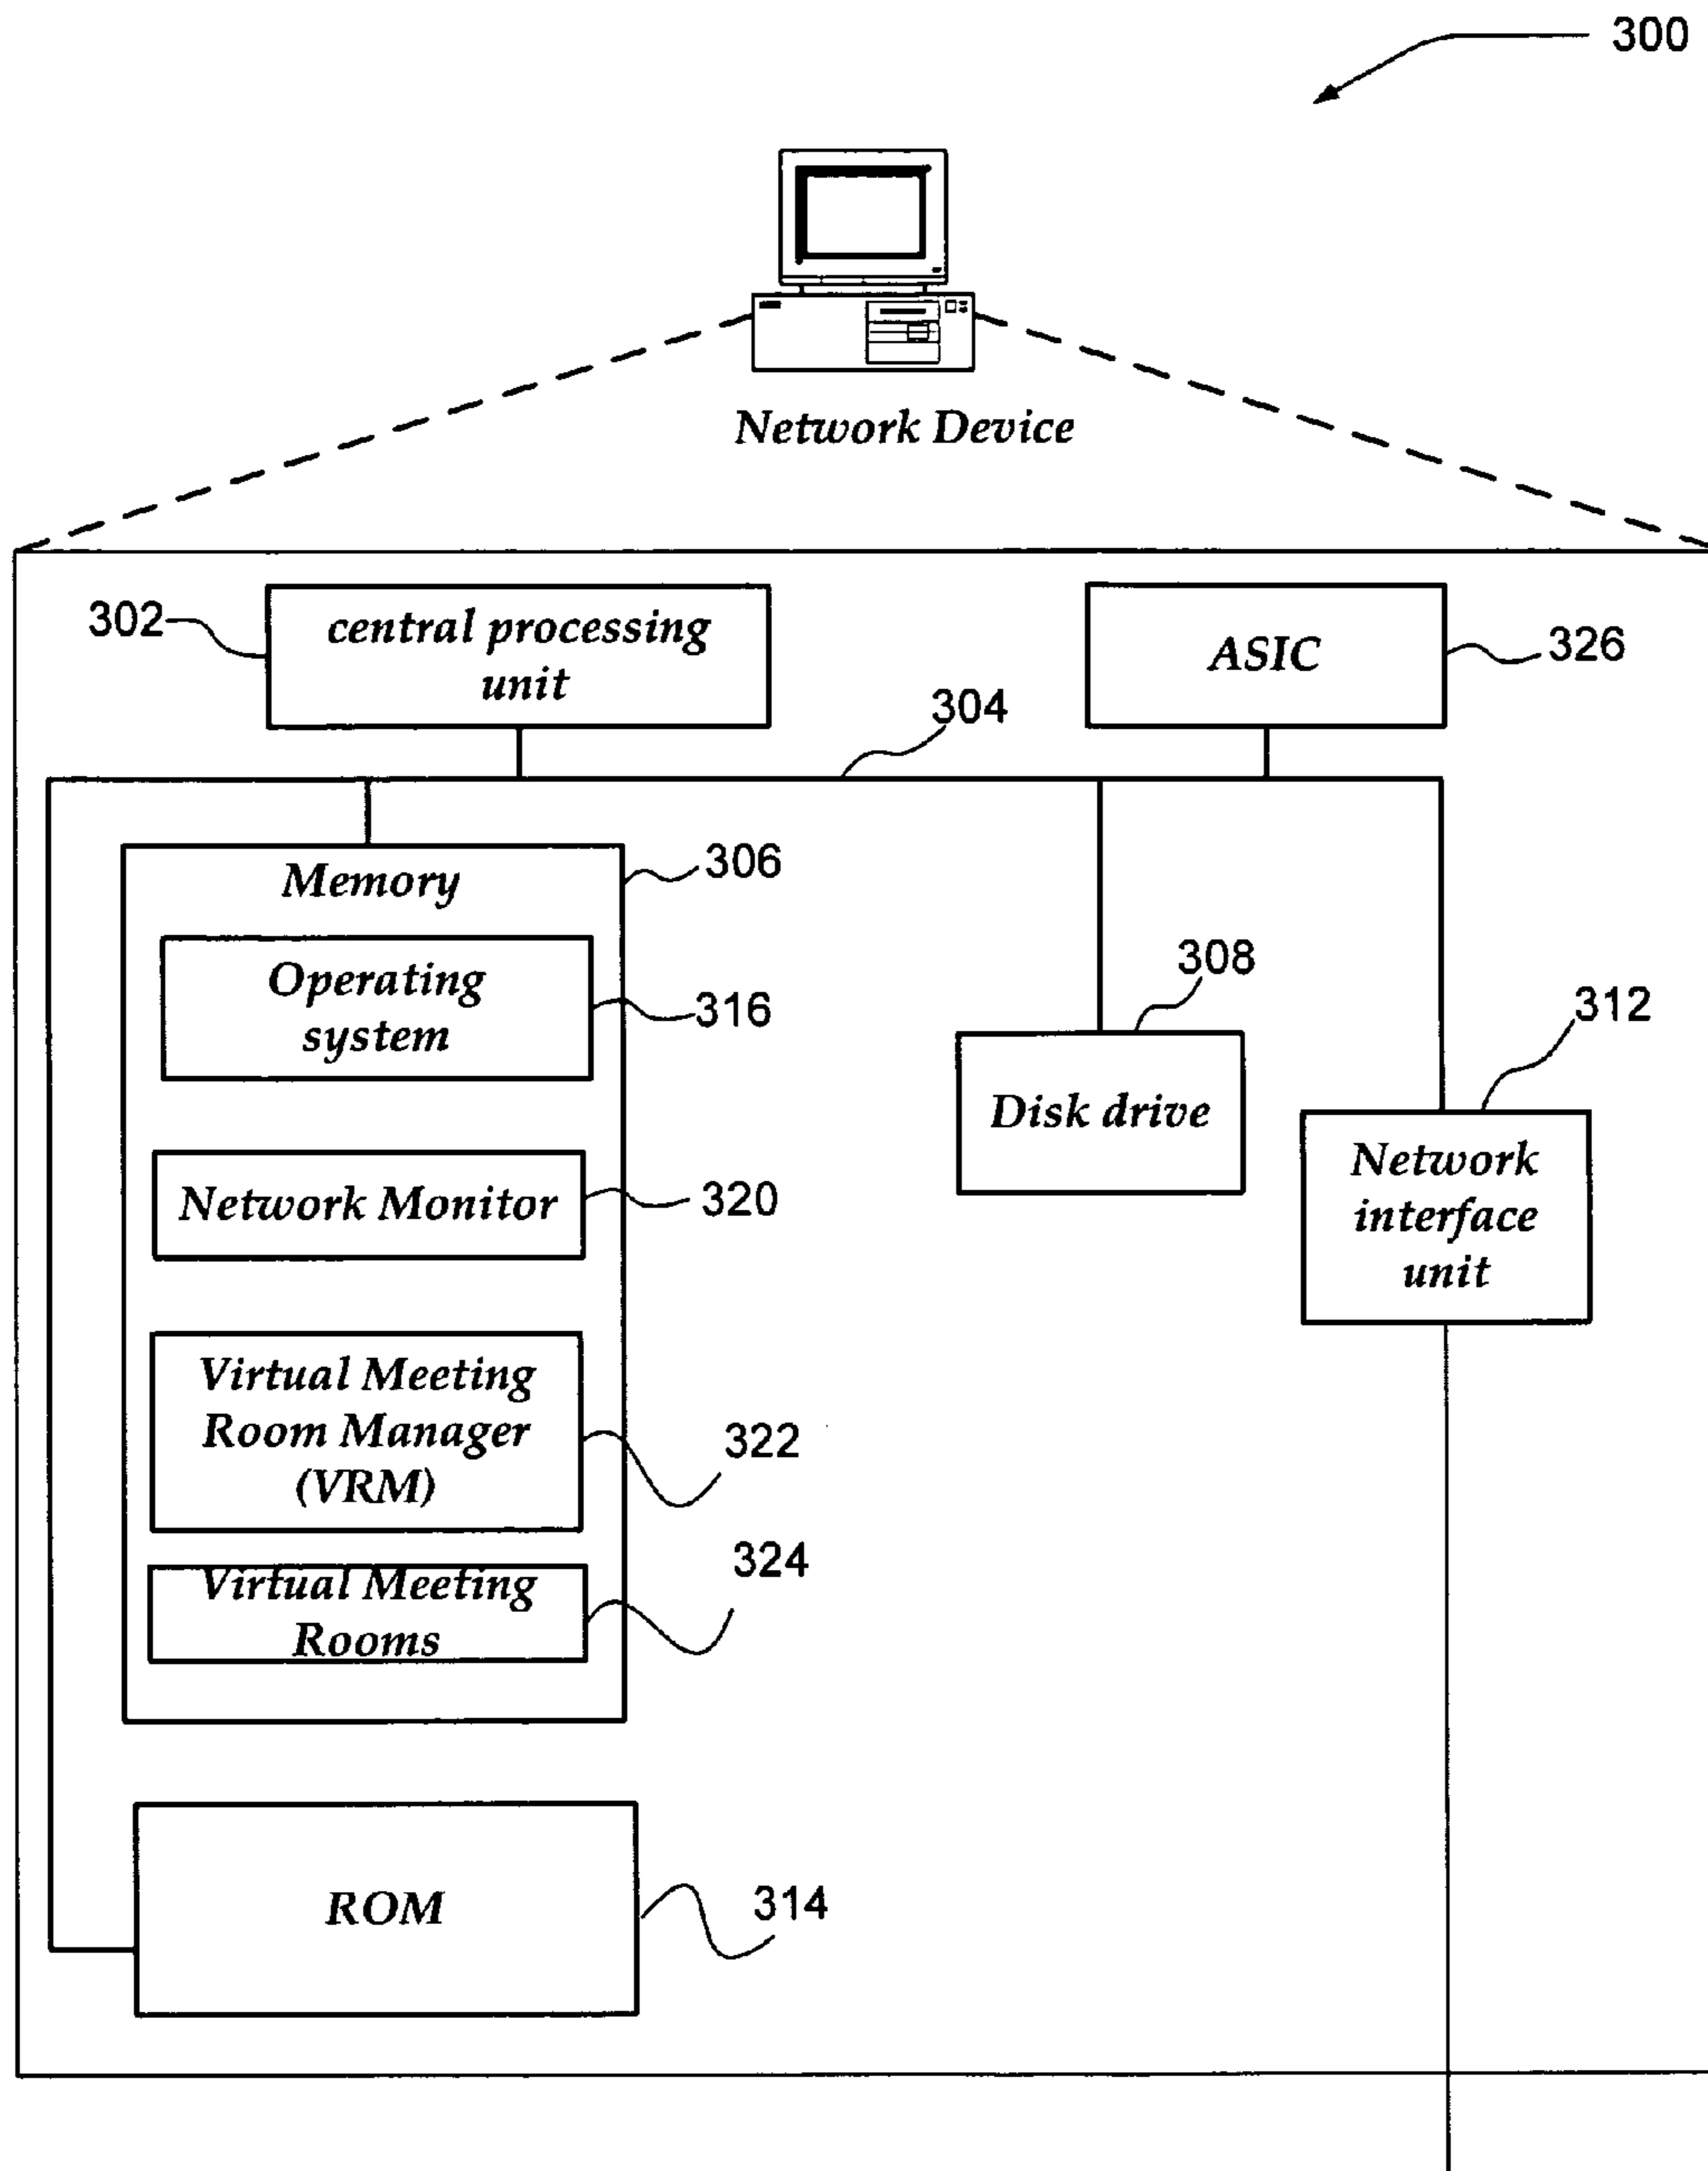 300
Network Device
302
central processing
unit
ASIC
326
304
Memory
306
Operating
system
316
308
Disk drive
312
Network
interface
unit
Network Monitor
320
Virtual Meeting
Room Manager
(VRM)
322
Virtual Meeting
Rooms
324
ROM
314